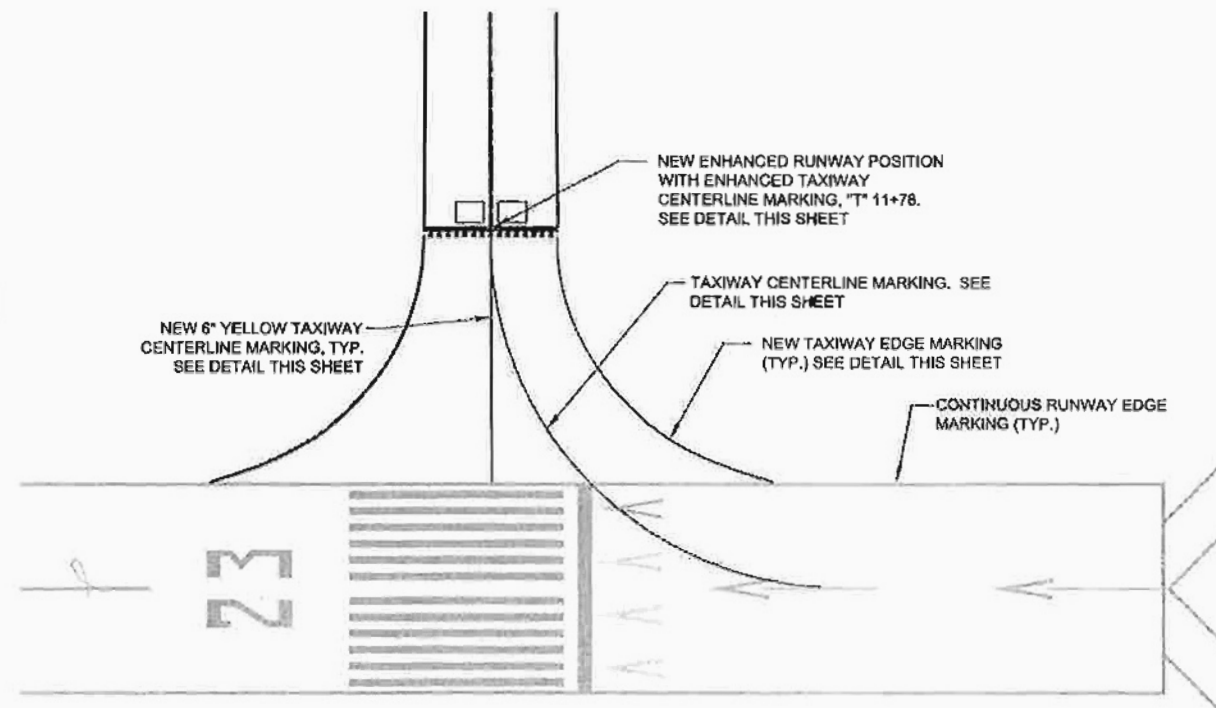 NEW ENHANCED RUNWAY POSITION
WITH ENHANCED TAXIWAY
CENTERLINE MARKING, "T" 11+78.
SEE DETAIL THIS SHEET
TAXIWAY CENTERLINE MARKING. SEE
DETAIL THIS SHEET
NEW 6" YELLOW TAXIWAY
CENTERLINE MARKING, TYP.
SEE DETAIL THIS SHEET
NEW TAXIWAY EDGE MARKING
(TYP.) SEE DETAIL THIS SHEET
CONTINUOUS RUNWAY EDGE
MARKING (TYP.)
23